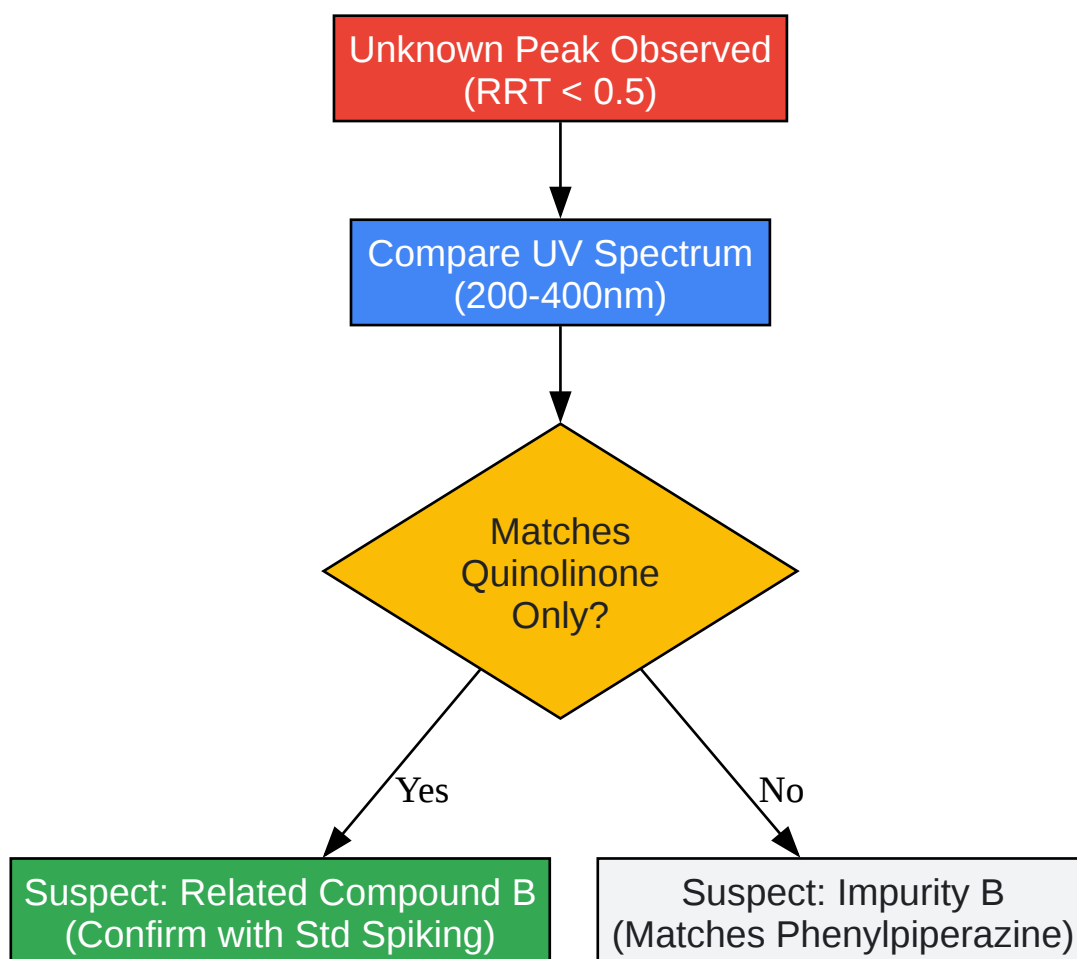 Unknown Peak Observed
(RRT < 0.5)
Compare UV Spectrum
(200-400nm)
Matches
Quinolinone
Only?
Yes
No
Suspect: Related Compound B
(Confirm with Std Spiking)
Suspect: Impurity B
(Matches Phenylpiperazine)